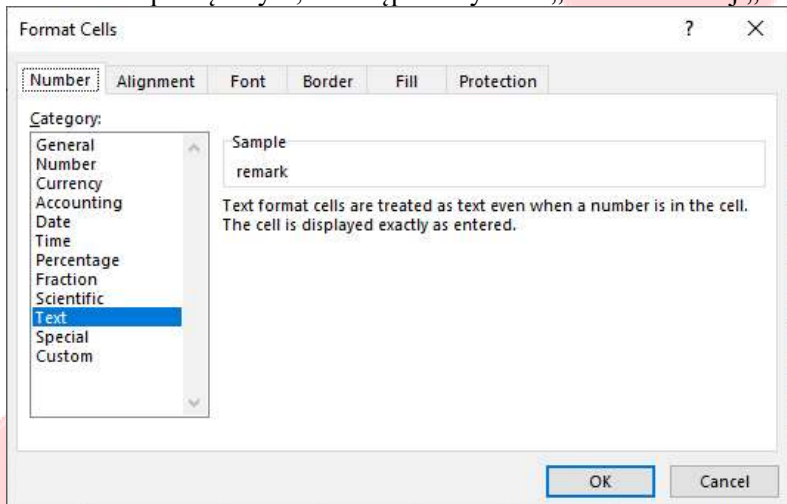 Format Cells
? X
Number Alignment Font Border Fill Protection
Category:
General
Number
Currency
Accounting
Date
Time
Percentage
Fraction
Scientific
Text
Special
Custom
Sample
remark
Text format cells are treated as text even when a number is in the cell.
The cell is displayed exactly as entered.
OK Cancel